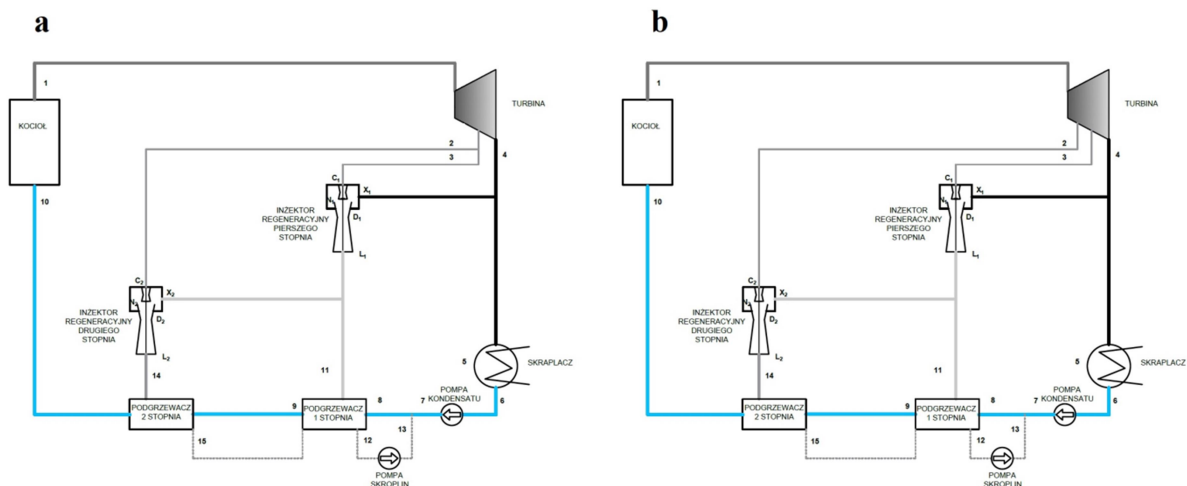 a
1
KOCIOŁ
TURBINA
2
3
4
C₁
X₁
N₁
D₁
INŻEKTOR
REGENERACYJNY
PIERSZEGO
STOPNIA
L₁
10
C₂
X₂
N₂
D₂
INŻEKTOR
REGENERACYJNY
DRUGIEGO
STOPNIA
L₂
14
11
5
SKRAPLACZ
POMPA
KONDENSATU
6
PODGRZEWACZ
2 STOPNIA
9
PODGRZEWACZ
1 STOPNIA
8
7
15
12
13
POMPA
SKROPLIN
b
1
KOCIOŁ
TURBINA
2
3
4
C₁
X₁
N₁
D₁
INŻEKTOR
REGENERACYJNY
PIERSZEGO
STOPNIA
L₁
10
C₂
X₂
N₂
D₂
INŻEKTOR
REGENERACYJNY
DRUGIEGO
STOPNIA
L₂
14
11
5
SKRAPLACZ
POMPA
KONDENSATU
6
PODGRZEWACZ
2 STOPNIA
9
PODGRZEWACZ
1 STOPNIA
8
7
15
12
13
POMPA
SKROPLIN